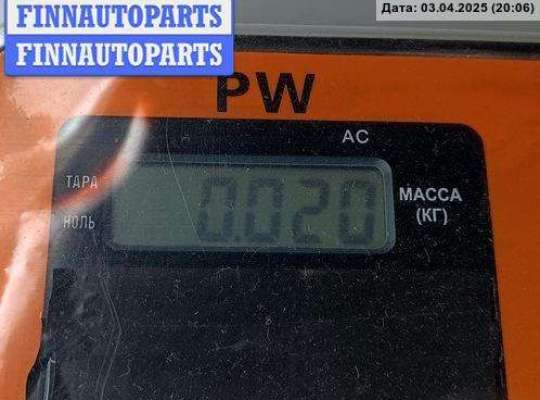 FINNAUTOPARTS
FINNAUTOPARTS
Дата: 03.04.2025 (20:06)
PW
AC
ТАРА
0.020
МАССА
НОЛЬ
(КГ)